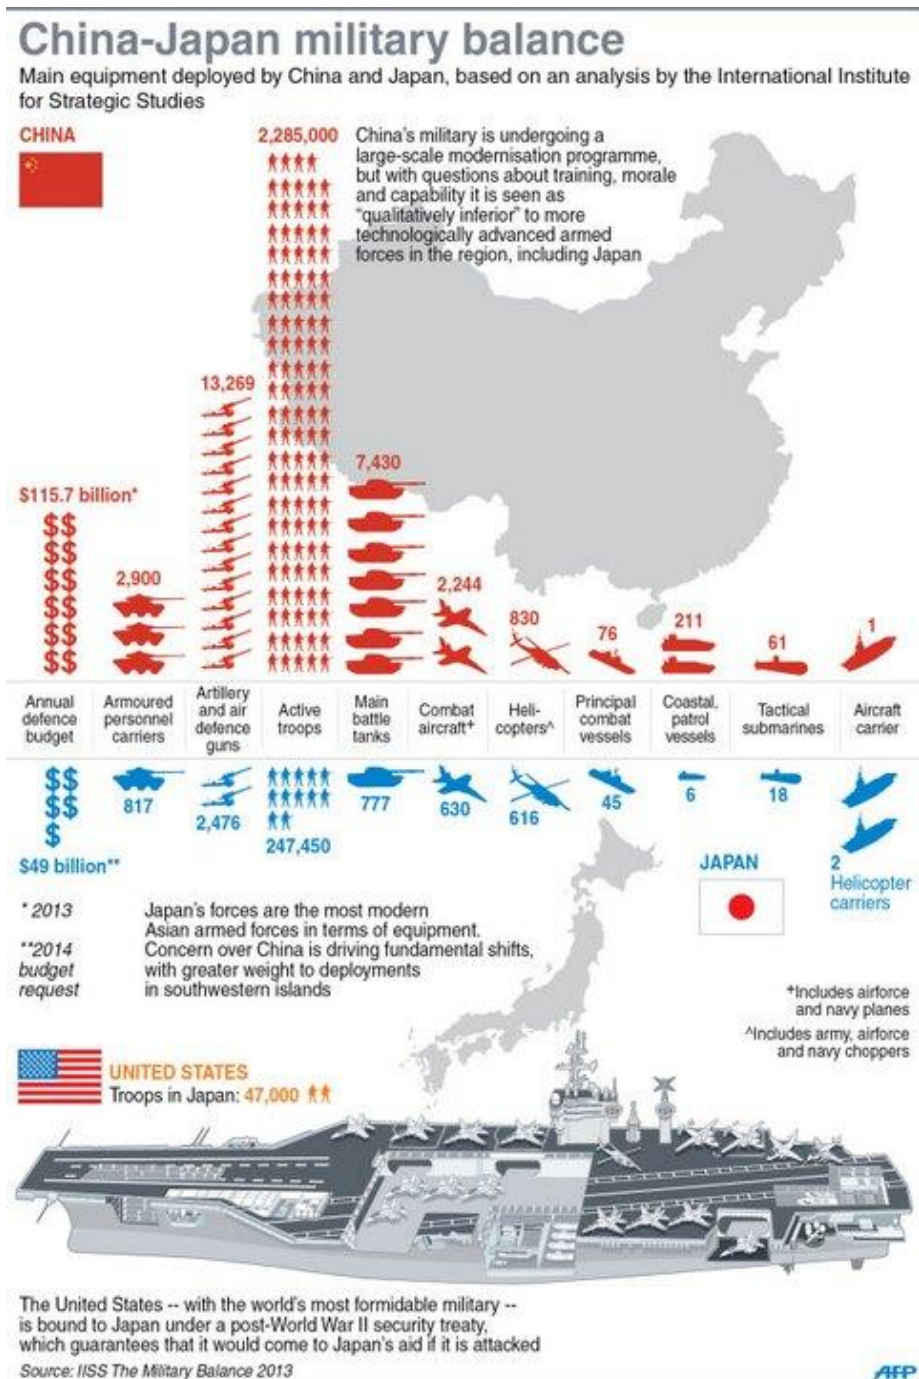 China-Japan military balance
Main equipment deployed by China and Japan, based on an analysis by the International Institute
for Strategic Studies
CHINA
2,285,000
China's military is undergoing a
large-scale modernisation programme,
but with questions about training, morale
and capability it is seen as
"qualitatively inferior" to more
technologically advanced armed
forces in the region, including Japan
13,269
7,430
$115.7 billion*
$$
$$
$$
$$
$$
$$
2,900
2,244
830
76
211
61
1
Annual
defence
budget
Armoured
personnel
carriers
Artillery
and air
defence
guns
Active
troops
Main
battle
tanks
Combat
aircraft+
Heli-
copters^
Principal
combat
vessels
Coastal,
patrol
vessels
Tactical
submarines
Aircraft
carrier
$$
$$
$
$49 billion**
817
2,476
247,450
777
630
616
45
6
18
2
Helicopter
carriers
JAPAN
* 2013
**2014
budget
request
Japan's forces are the most modern
Asian armed forces in terms of equipment.
Concern over China is driving fundamental shifts,
with greater weight to deployments
in southwestern islands
+Includes airforce
and navy planes
^Includes army, airforce
and navy choppers
UNITED STATES
Troops in Japan: 47,000
The United States -- with the world's most formidable military --
is bound to Japan under a post-World War II security treaty,
which guarantees that it would come to Japan's aid if it is attacked
Source: IISS The Military Balance 2013
AFP